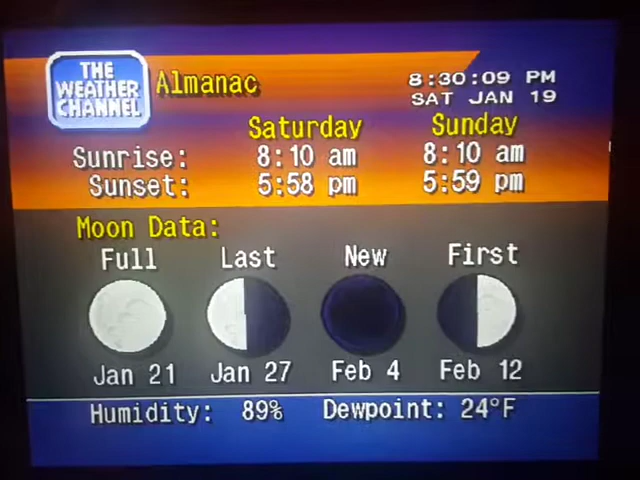 THE
WEATHER
CHANNEL
Almanac
8:30:09 PM
SAT JAN 19
Saturday Sunday
Sunrise: 8:10 am 8:10 am
Sunset: 5:58 pm 5:59 pm
Moon Data:
Full Last New First
Jan 21 Jan 27 Feb 4 Feb 12
Humidity: 89% Dewpoint: 24°F